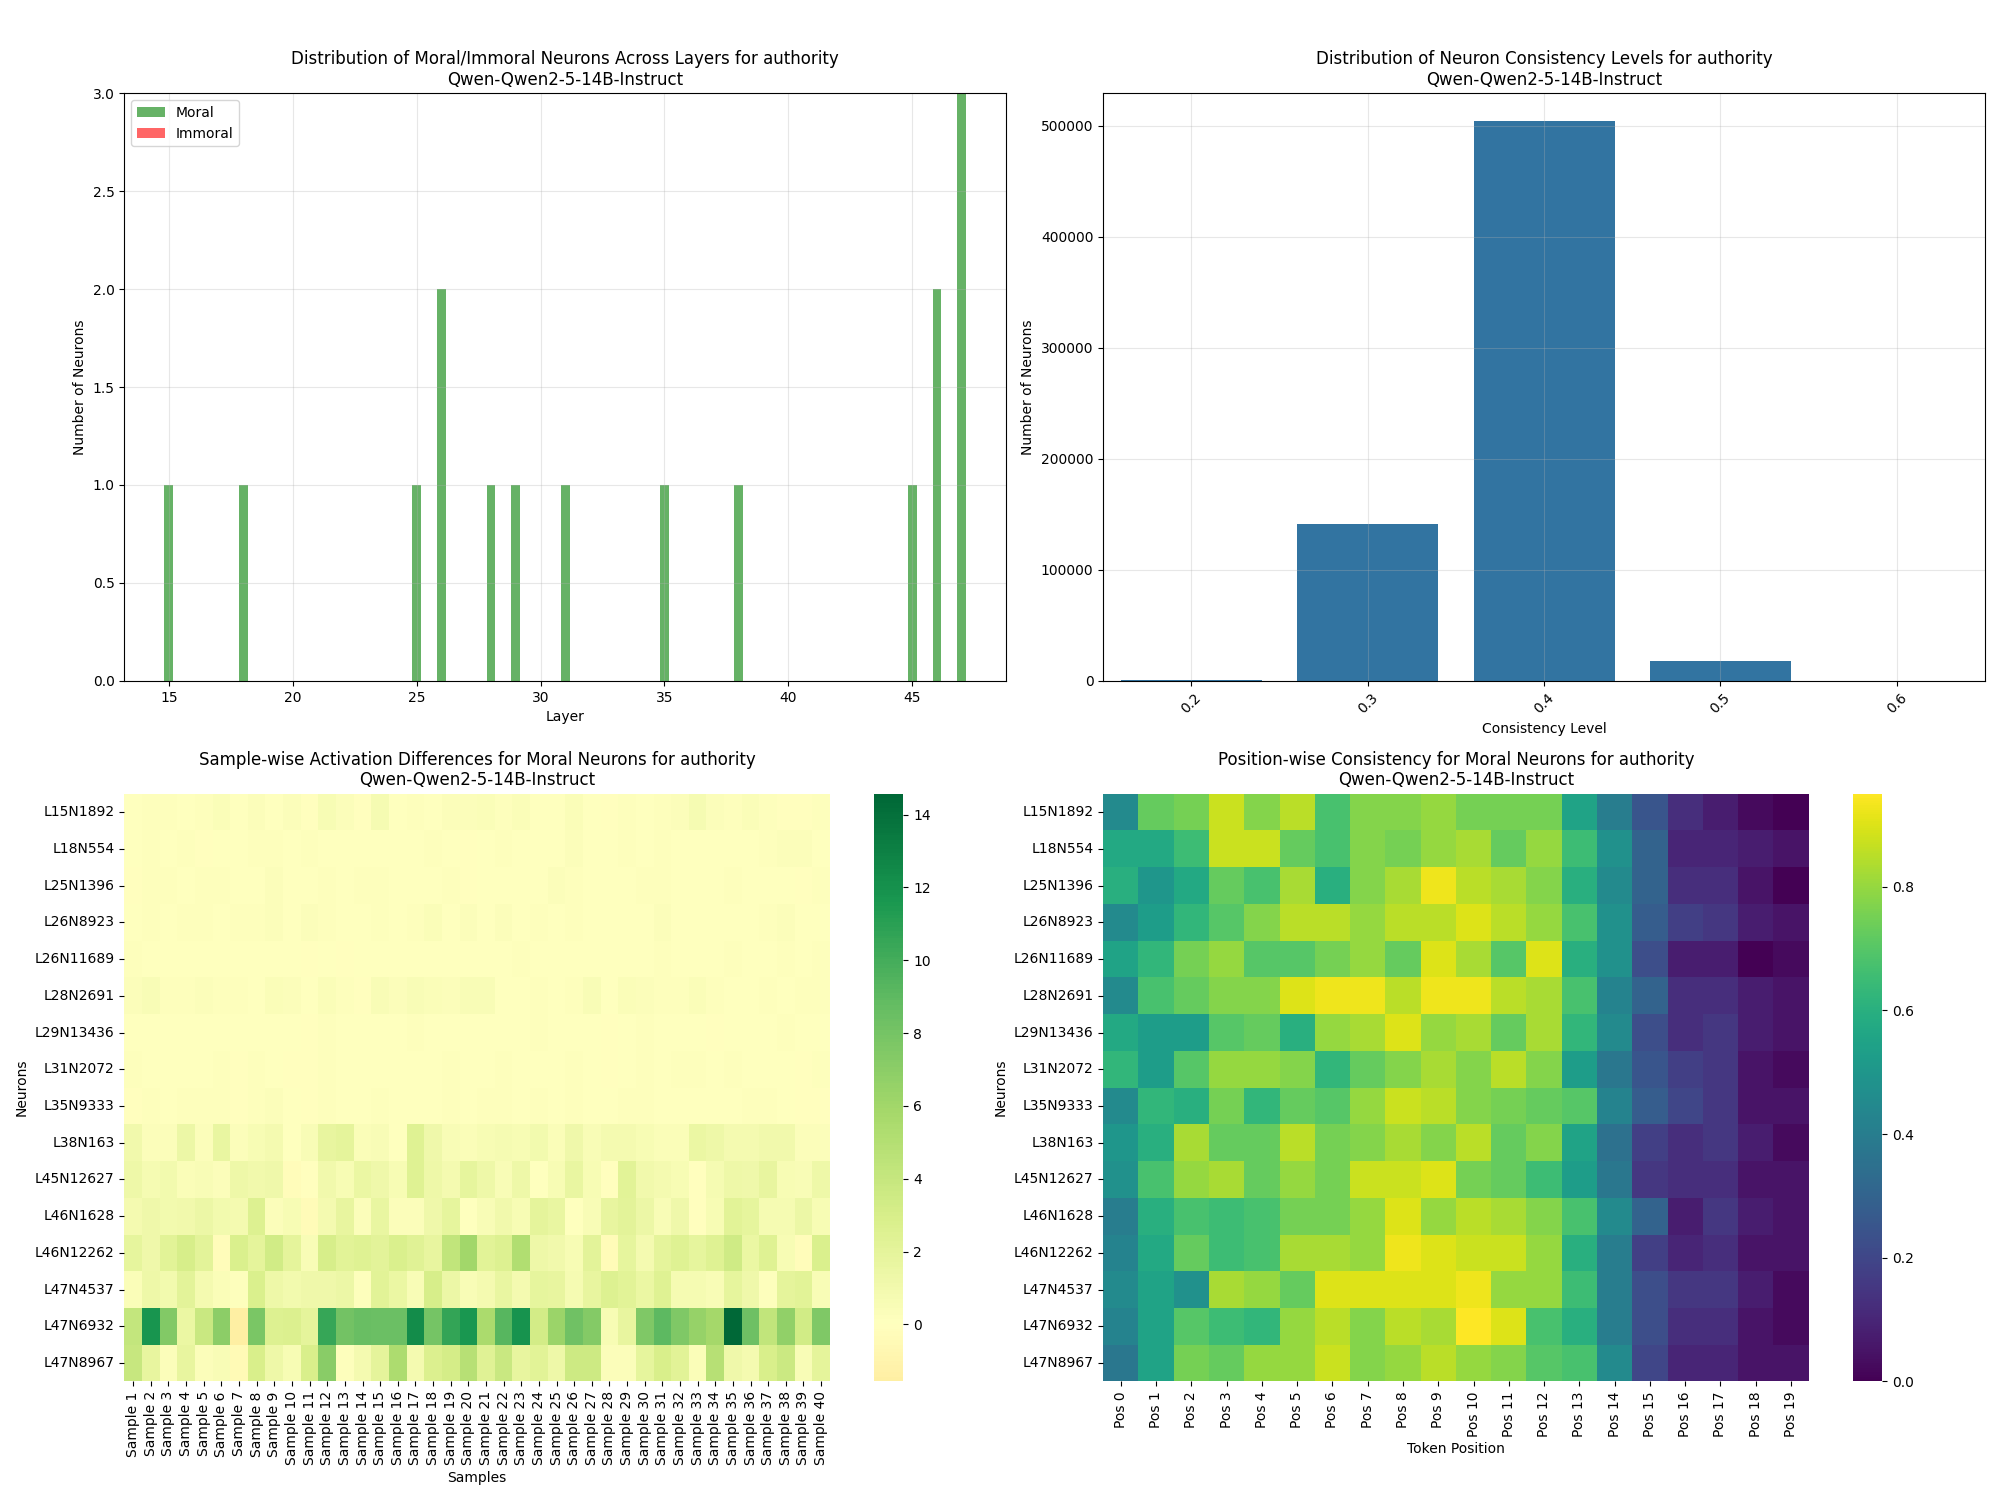 Distribution of Moral/Immoral Neurons Across Layers for authority
Qwen-Qwen2-5-14B-Instruct
Moral
Immoral
3.0
2.5
2.0
1.5
1.0
0.5
0.0
Number of Neurons
15 20 25 30 35 40 45
Layer
Distribution of Neuron Consistency Levels for authority
Qwen-Qwen2-5-14B-Instruct
500000
400000
300000
200000
100000
0
Number of Neurons
0.2 0.3 0.4 0.5 0.6
Consistency Level
Sample-wise Activation Differences for Moral Neurons for authority
Qwen-Qwen2-5-14B-Instruct
L15N1892
L18N554
L25N1396
L26N8923
L26N11689
L28N2691
L29N13436
L31N2072
L35N9333
L38N163
L45N12627
L46N1628
L46N12262
L47N4537
L47N6932
L47N8967
Neurons
Sample 1
Sample 2
Sample 3
Sample 4
Sample 5
Sample 6
Sample 7
Sample 8
Sample 9
Sample 10
Sample 11
Sample 12
Sample 13
Sample 14
Sample 15
Sample 16
Sample 17
Sample 18
Sample 19
Sample 20
Sample 21
Sample 22
Sample 23
Sample 24
Sample 25
Sample 26
Sample 27
Sample 28
Sample 29
Sample 30
Sample 31
Sample 32
Sample 33
Sample 34
Sample 35
Sample 36
Sample 37
Sample 38
Sample 39
Sample 40
Samples
14
12
10
8
6
4
2
0
Position-wise Consistency for Moral Neurons for authority
Qwen-Qwen2-5-14B-Instruct
L15N1892
L18N554
L25N1396
L26N8923
L26N11689
L28N2691
L29N13436
L31N2072
L35N9333
L38N163
L45N12627
L46N1628
L46N12262
L47N4537
L47N6932
L47N8967
Neurons
Pos 0
Pos 1
Pos 2
Pos 3
Pos 4
Pos 5
Pos 6
Pos 7
Pos 8
Pos 9
Pos 10
Pos 11
Pos 12
Pos 13
Pos 14
Pos 15
Pos 16
Pos 17
Pos 18
Pos 19
Token Position
0.8
0.6
0.4
0.2
0.0